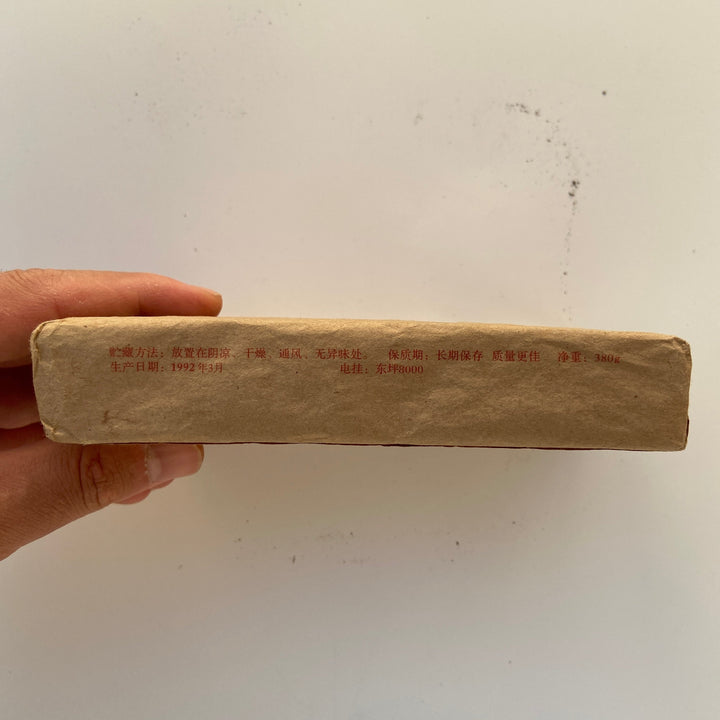 贮藏方法：放置在阴凉、干燥、通风、无异味处。 保质期：长期保存 质量更佳 净重：380g
生产日期：1992年3月 电挂：东坪8000